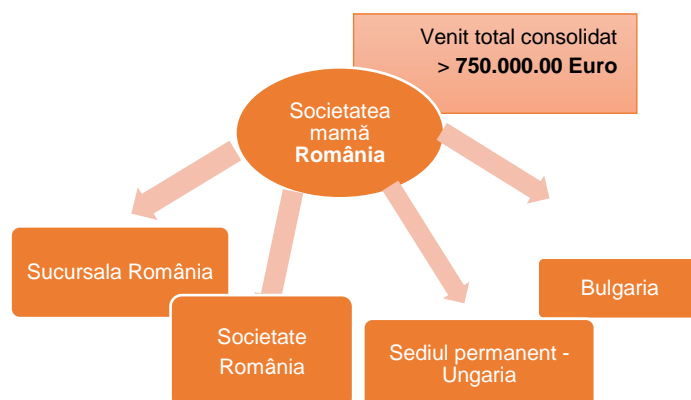 Venit total consolidat
> 750.000.00 Euro
Societatea
mamă
România
Sucursala România
Societate
România
Sediul permanent -
Ungaria
Bulgaria